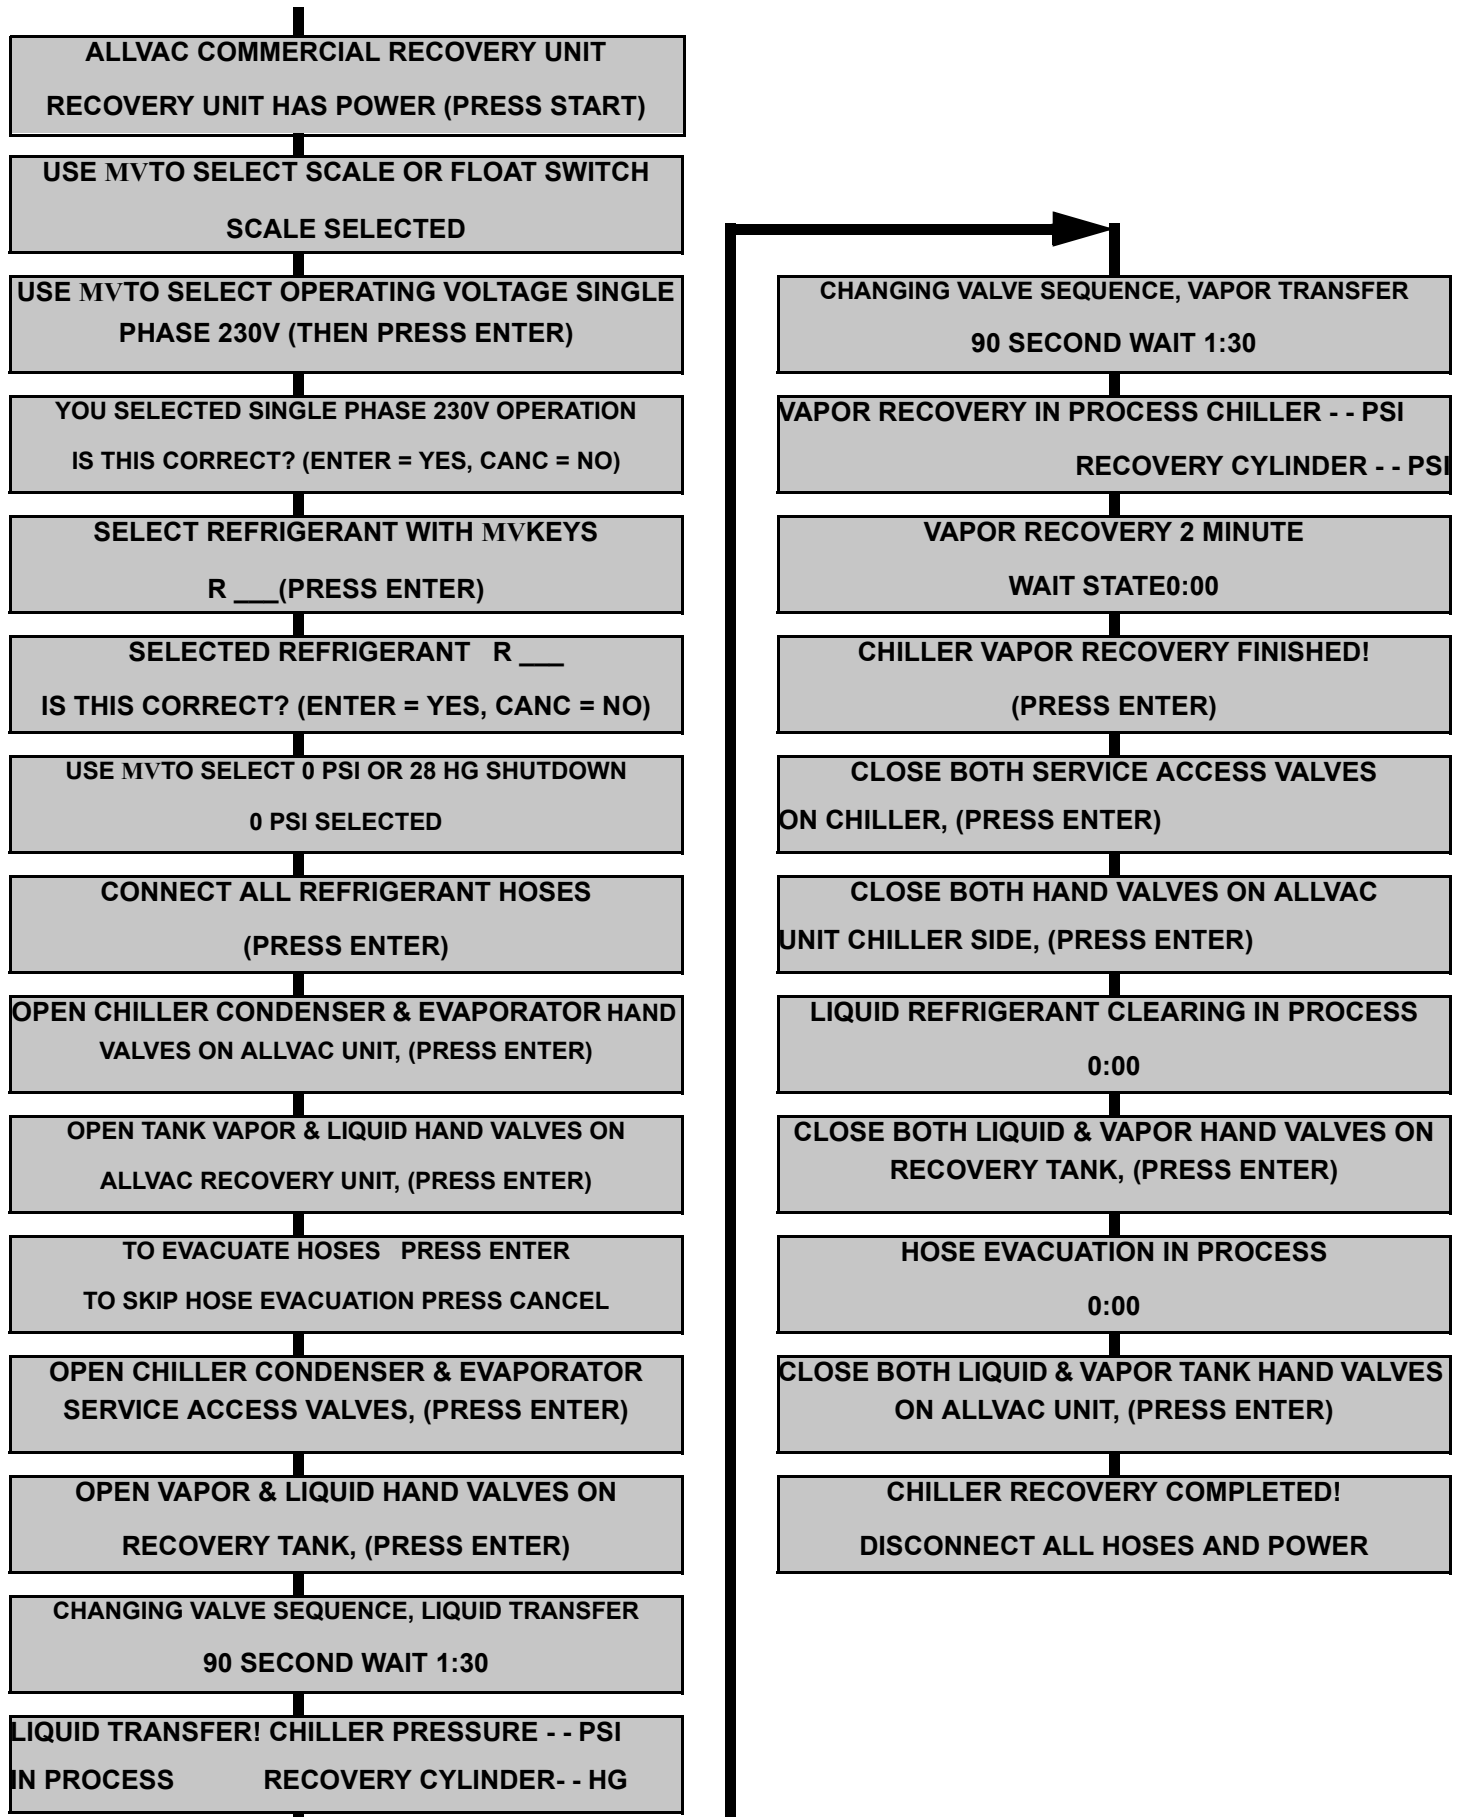 ALLVAC COMMERCIAL RECOVERY UNIT
RECOVERY UNIT HAS POWER (PRESS START)
USE MVTO SELECT SCALE OR FLOAT SWITCH
SCALE SELECTED
USE MVTO SELECT OPERATING VOLTAGE SINGLE
PHASE 230V (THEN PRESS ENTER)
YOU SELECTED SINGLE PHASE 230V OPERATION
IS THIS CORRECT? (ENTER = YES, CANC = NO)
SELECT REFRIGERANT WITH MVKEYS
R ___(PRESS ENTER)
SELECTED REFRIGERANT R ___
IS THIS CORRECT? (ENTER = YES, CANC = NO)
USE MVTO SELECT 0 PSI OR 28 HG SHUTDOWN
0 PSI SELECTED
CONNECT ALL REFRIGERANT HOSES
(PRESS ENTER)
OPEN CHILLER CONDENSER & EVAPORATOR HAND
VALVES ON ALLVAC UNIT, (PRESS ENTER)
OPEN TANK VAPOR & LIQUID HAND VALVES ON
ALLVAC RECOVERY UNIT, (PRESS ENTER)
TO EVACUATE HOSES PRESS ENTER
TO SKIP HOSE EVACUATION PRESS CANCEL
OPEN CHILLER CONDENSER & EVAPORATOR
SERVICE ACCESS VALVES, (PRESS ENTER)
OPEN VAPOR & LIQUID HAND VALVES ON
RECOVERY TANK, (PRESS ENTER)
CHANGING VALVE SEQUENCE, LIQUID TRANSFER
90 SECOND WAIT 1:30
LIQUID TRANSFER! CHILLER PRESSURE - - PSI
IN PROCESS RECOVERY CYLINDER- - HG
CHANGING VALVE SEQUENCE, VAPOR TRANSFER
90 SECOND WAIT 1:30
VAPOR RECOVERY IN PROCESS CHILLER - - PSI
RECOVERY CYLINDER - - PSI
VAPOR RECOVERY 2 MINUTE
WAIT STATE0:00
CHILLER VAPOR RECOVERY FINISHED!
(PRESS ENTER)
CLOSE BOTH SERVICE ACCESS VALVES
ON CHILLER, (PRESS ENTER)
CLOSE BOTH HAND VALVES ON ALLVAC
UNIT CHILLER SIDE, (PRESS ENTER)
LIQUID REFRIGERANT CLEARING IN PROCESS
0:00
CLOSE BOTH LIQUID & VAPOR HAND VALVES ON
RECOVERY TANK, (PRESS ENTER)
HOSE EVACUATION IN PROCESS
0:00
CLOSE BOTH LIQUID & VAPOR TANK HAND VALVES
ON ALLVAC UNIT, (PRESS ENTER)
CHILLER RECOVERY COMPLETED!
DISCONNECT ALL HOSES AND POWER